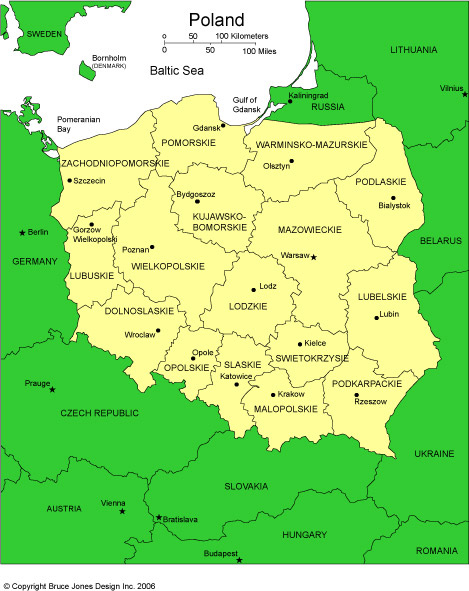 Poland
0 50 100 Kilometers
0 50 100 Miles
SWEDEN
Bornholm
(DENMARK)
Baltic Sea
LITHUANIA
Vilnius
Kaliningrad
RUSSIA
Gulf of
Gdansk
Pomeranian
Bay
Gdansk
POMORSKIE
WARMINSKO-MAZURSKIE
Olsztyn
ZACHODNIOPOMORSKIE
Szczecin
PODLASKIE
Bialystok
Bydgoszoz
KUJAWSKO-
BOMORSKIE
Gorzow
Wielkopolski
Berlin
GERMANY
LUBUSKIE
Poznan
WIELKOPOLSKIE
MAZOWIECKIE
Warsaw
BELARUS
Lodz
LODZKIE
LUBELSKIE
Lubin
DOLNOSLASKIE
Wroclaw
Opole
OPOLSKIE
SLASKIE
Katowice
Kielce
SWIETOKRZYSIE
PODKARPACKIE
Rzeszow
Krakow
MALOPOLSKIE
Prauge
CZECH REPUBLIC
UKRAINE
SLOVAKIA
AUSTRIA
Vienna
Bratislava
HUNGARY
Budapest
ROMANIA
© Copyright Bruce Jones Design Inc. 2006